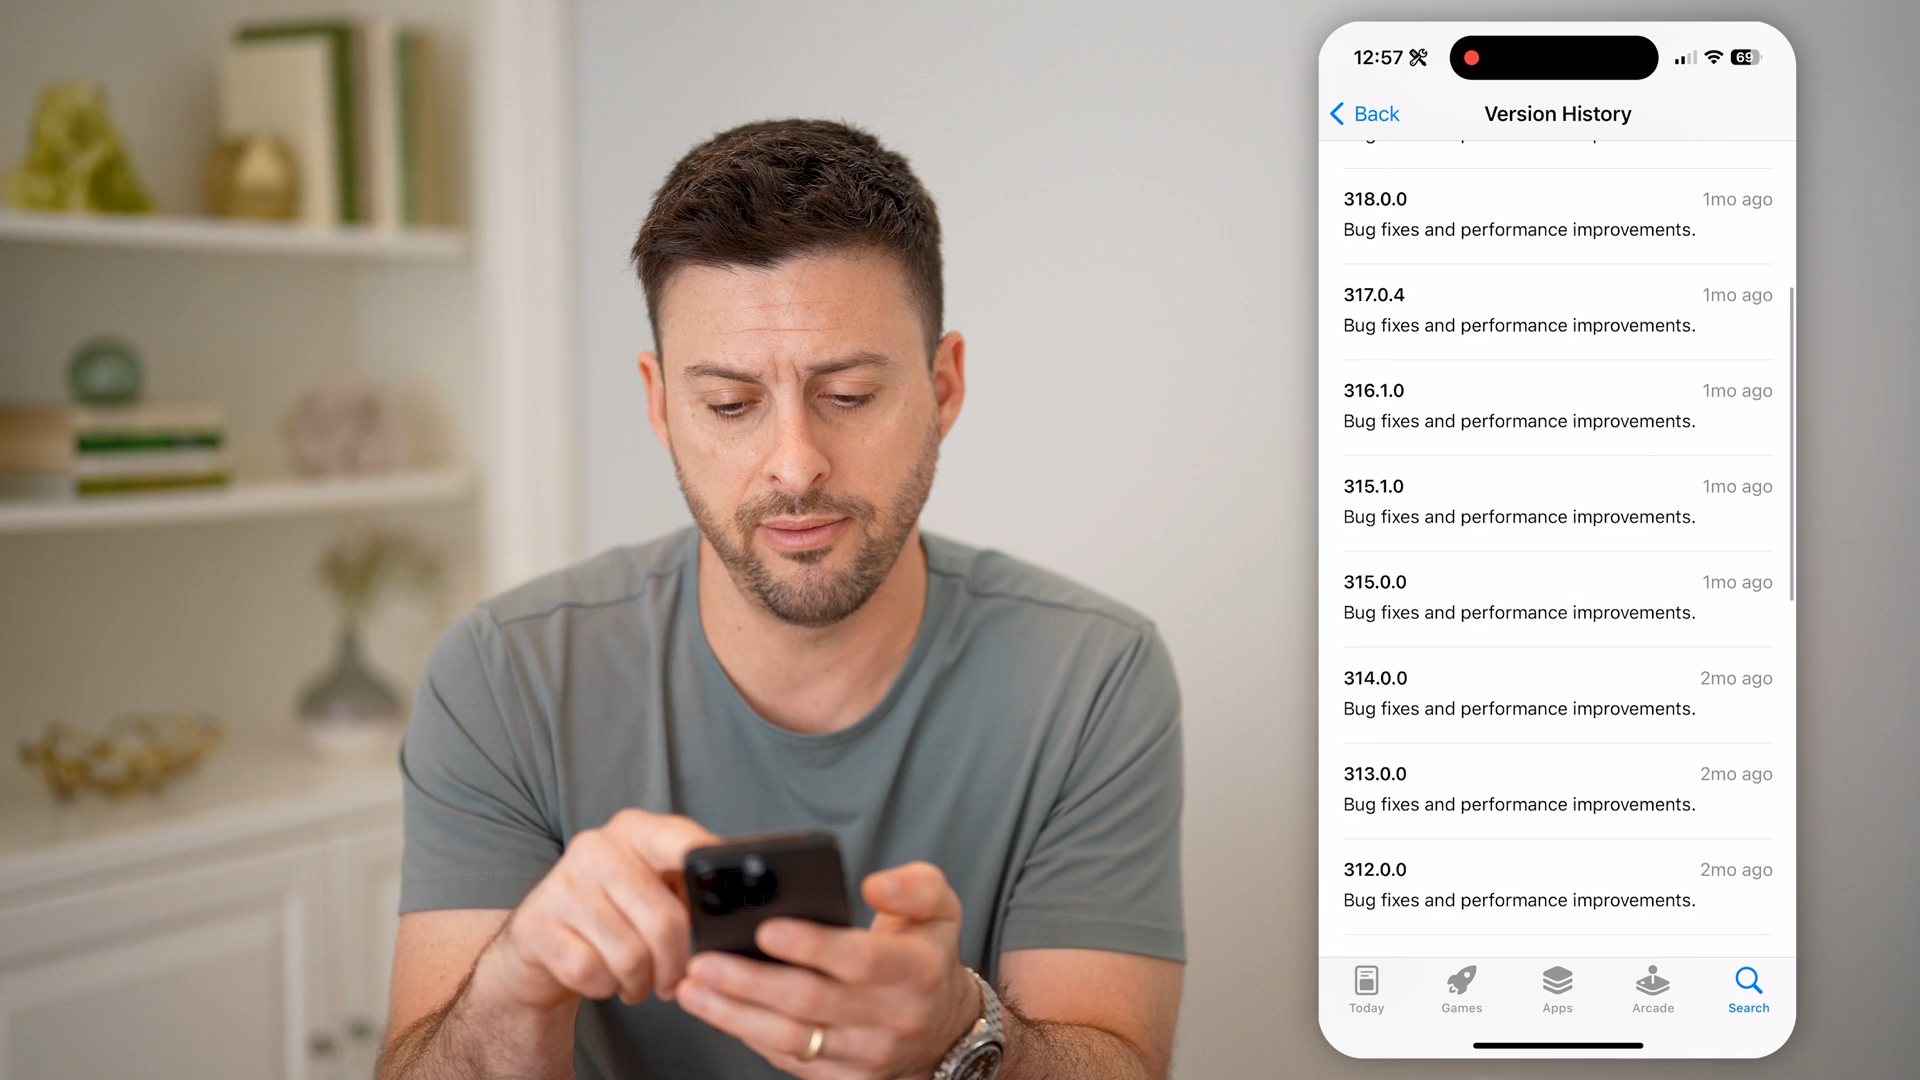 12:57
69
Back
Version History
318.0.0 1mo ago
Bug fixes and performance improvements.
317.0.4 1mo ago
Bug fixes and performance improvements.
316.1.0 1mo ago
Bug fixes and performance improvements.
315.1.0 1mo ago
Bug fixes and performance improvements.
315.0.0 1mo ago
Bug fixes and performance improvements.
314.0.0 2mo ago
Bug fixes and performance improvements.
313.0.0 2mo ago
Bug fixes and performance improvements.
312.0.0 2mo ago
Bug fixes and performance improvements.
Today Games Apps Arcade Search